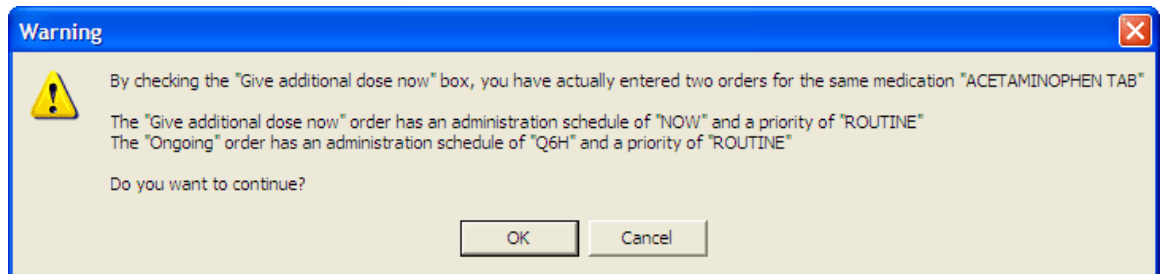 Warning
By checking the "Give additional dose now" box, you have actually entered two orders for the same medication "ACETAMINOPHEN TAB"
The "Give additional dose now" order has an administration schedule of "NOW" and a priority of "ROUTINE"
The "Ongoing" order has an administration schedule of "Q6H" and a priority of "ROUTINE"
Do you want to continue?
OK
Cancel